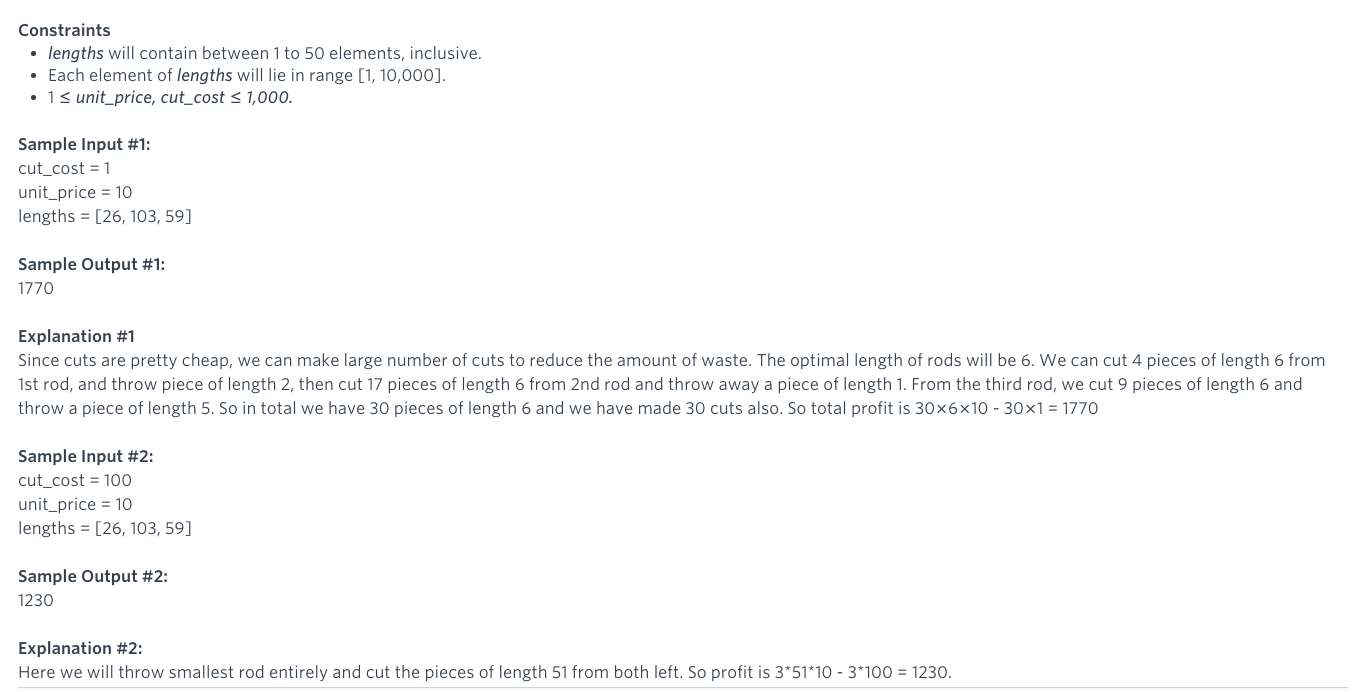 Constraints
• lengths will contain between 1 to 50 elements, inclusive.
• Each element of lengths will lie in range [1, 10,000].
• 1 ≤ unit_price, cut_cost ≤ 1,000.
Sample Input #1:
cut_cost = 1
unit_price = 10
lengths = [26, 103, 59]
Sample Output #1:
1770
Explanation #1
Since cuts are pretty cheap, we can make large number of cuts to reduce the amount of waste. The optimal length of rods will be 6. We can cut 4 pieces of length 6 from
1st rod, and throw piece of length 2, then cut 17 pieces of length 6 from 2nd rod and throw away a piece of length 1. From the third rod, we cut 9 pieces of length 6 and
throw a piece of length 5. So in total we have 30 pieces of length 6 and we have made 30 cuts also. So total profit is 30×6×10 - 30×1 = 1770
Sample Input #2:
cut_cost = 100
unit_price = 10
lengths = [26, 103, 59]
Sample Output #2:
1230
Explanation #2:
Here we will throw smallest rod entirely and cut the pieces of length 51 from both left. So profit is 3*51*10 - 3*100 = 1230.